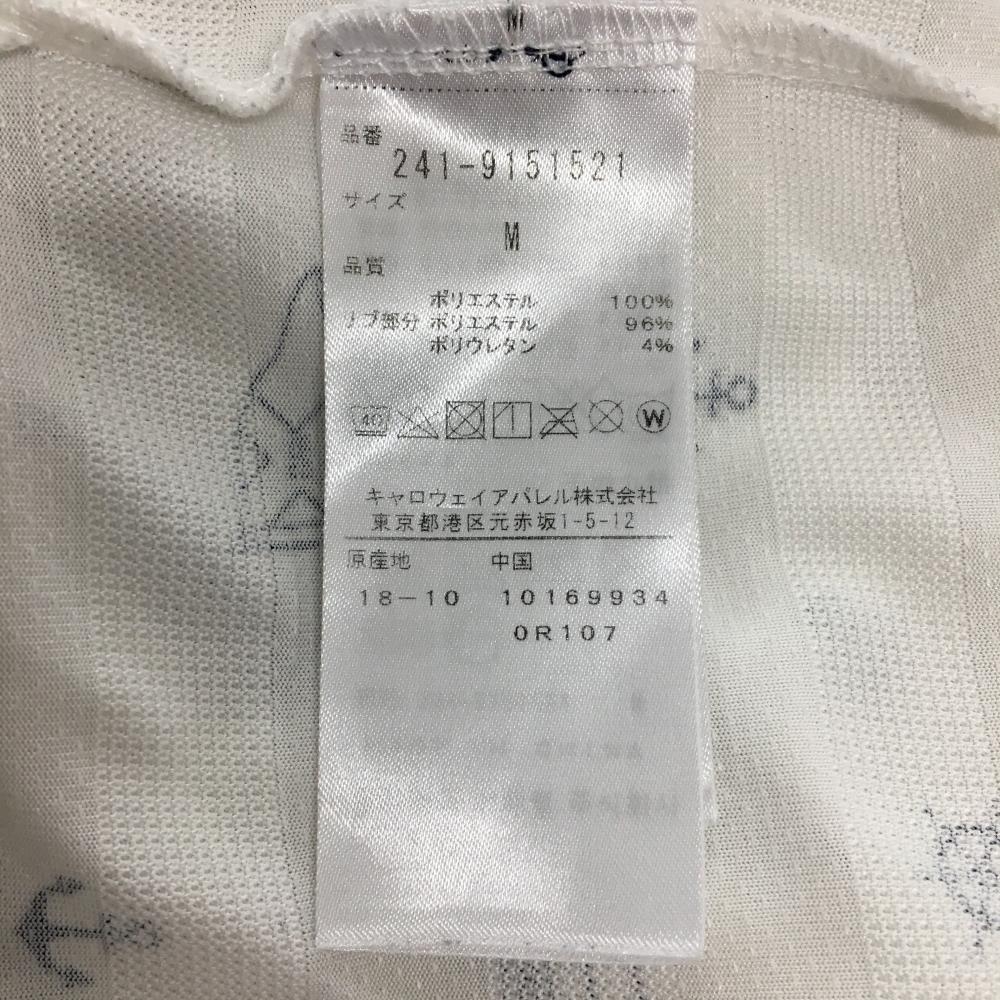 M
品番
241-9151521
サイズ
M
品質
ポリエステル 100%
リブ部分 ポリエステル 96%
ポリウレタン 4%
40 W
キャロウェイアパレル株式会社
東京都港区元赤坂1-5-12
原産地 中国
18-10 10169934
0R107